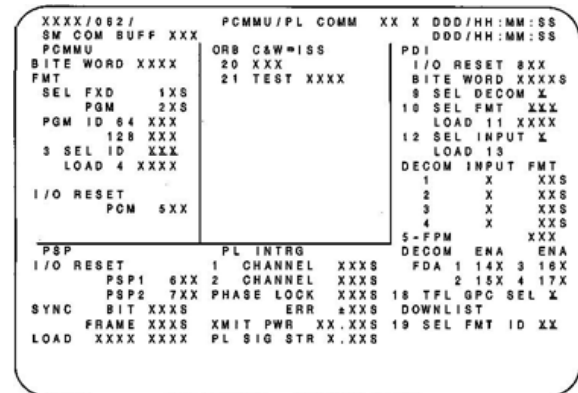 XXXX/062/ PCMMU/PL COMM XX X DDD/HH:MM:SS
SM COM BUFF XXX DDD/HH:MM:SS
PCMMU ORB C&W=ISS PDI
BITE WORD XXXX 20 XXX I/O RESET 8XX
FMT 21 TEST XXXX BITE WORD XXXXS
SEL FXD 1XS 9 SEL DECOM X
PGM 2XS 10 SEL FMT XXX
PGM ID 64 XXX LOAD 11 XXXX
128 XXX 12 SEL INPUT X
3 SEL ID XXX LOAD 13
LOAD 4 XXXX DECOM INPUT FMT
1 X XXS
I/O RESET 2 X XXS
PCM 5XX 3 X XXS
4 X XXS
5-FPM XXX
PSP PL INTRG DECOM ENA ENA
I/O RESET 1 CHANNEL XXXS FDA 1 14X 3 16X
PSP1 6XX 2 CHANNEL XXXS 2 15X 4 17X
PSP2 7XX PHASE LOCK XXXS 18 TFL GPC SEL X
SYNC BIT XXXS ERR ±XXS DOWNLIST
FRAME XXXS XMIT PWR XX.XXS 19 SEL FMT ID XX
LOAD XXXX XXXX PL SIG STR X.XXS